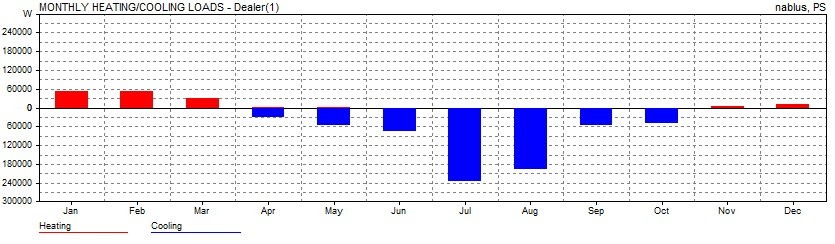 MONTHLY HEATING/COOLING LOADS - Dealer(1) nablus, PS
W
240000
180000
120000
60000
0
60000
120000
180000
240000
300000
Jan Feb Mar Apr May Jun Jul Aug Sep Oct Nov Dec
Heating Cooling